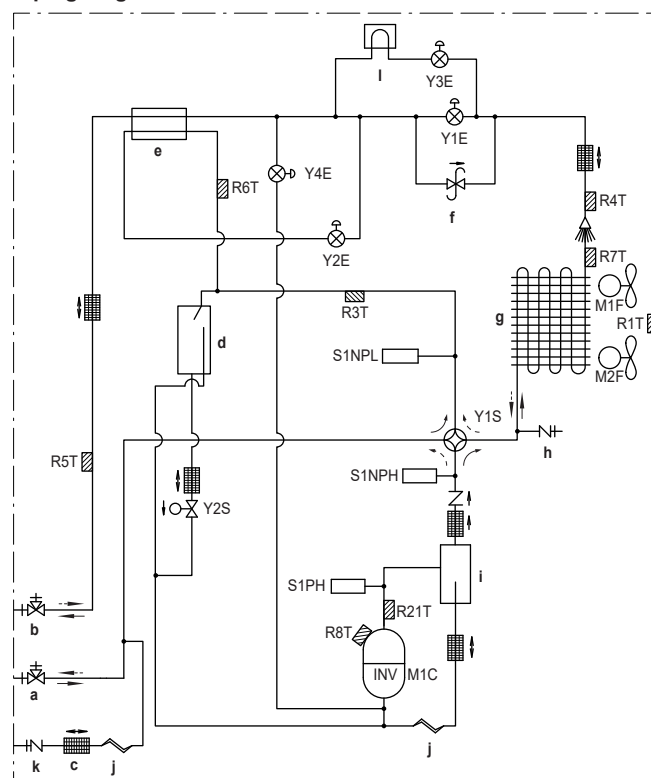 l
Y3E
Y1E
e
Y4E
f
R6T
R4T
Y2E
R7T
M1F
R3T
g
R1T
d
S1NPL
M2F
Y1S
h
R5T
S1NPH
Y2S
i
S1PH
R21T
b
R8T
INV
M1C
a
j
k
c
j